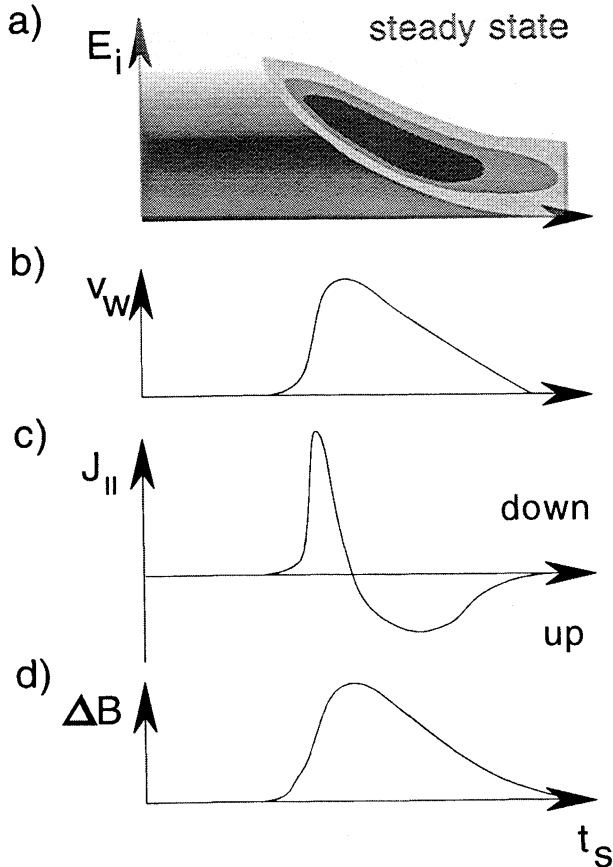 a)
E_i
steady state
b)
v_w
c)
J_||
down
up
d)
ΔB
t_s